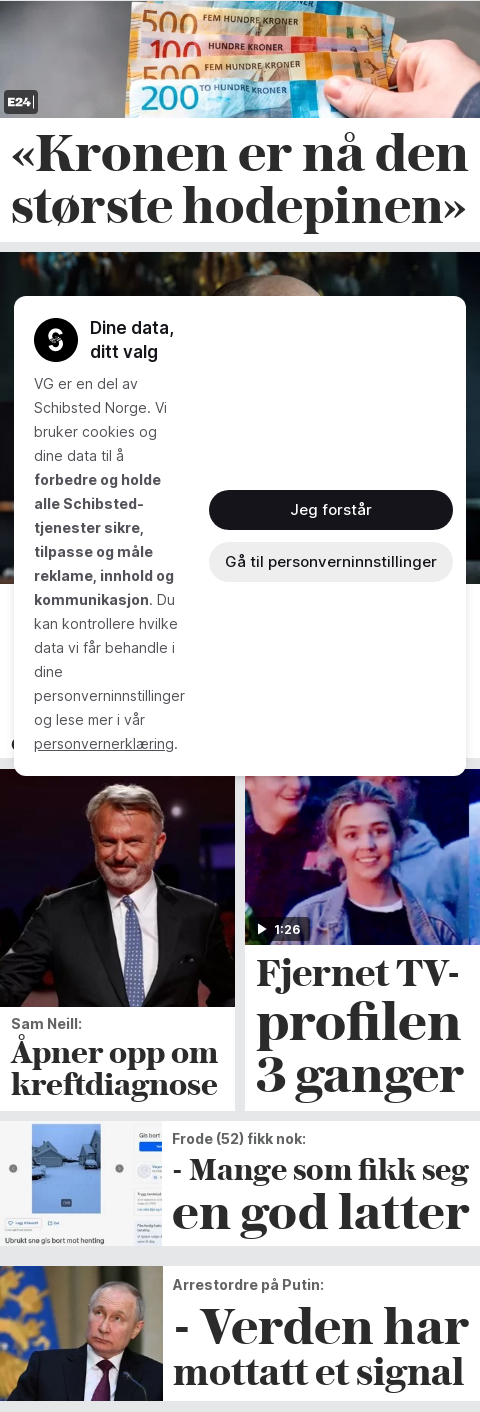 500 FEM HUNDRE KRONER
100 HUNDRE KRONER
500 FEM HUNDRE KRONER
200 TO HUNDRE KRONER
E24
«Kronen er nå den
største hodepinen»
Dine data,
ditt valg
VG er en del av
Schibsted Norge. Vi
bruker cookies og
dine data til å
forbedre og holde
alle Schibsted-
tjenester sikre,
tilpasse og måle
reklame, innhold og
kommunikasjon. Du
kan kontrollere hvilke
data vi får behandle i
dine
personverninnstillinger
og lese mer i vår
personvernerklæring.
Jeg forstår
Gå til personverninnstillinger
Sam Neill:
Åpner opp om
kreftdiagnose
1:26
Fjernet TV-
profilen
3 ganger
Gis bort
Ubrukt snø gis bort mot henting
Frode (52) fikk nok:
- Mange som fikk seg
en god latter
Arrestordre på Putin:
- Verden har
mottatt et signal